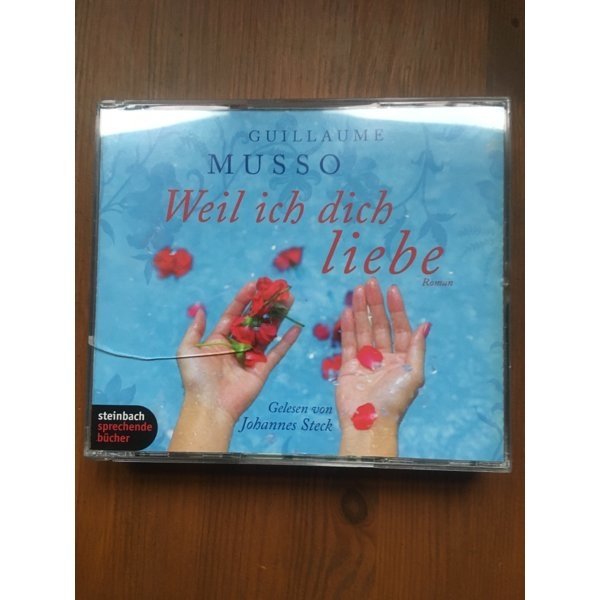 GUILLAUME
MUSSO
Weil ich dich
liebe
Roman
Gelesen von
Johannes Steck
steinbach
sprechende
bücher